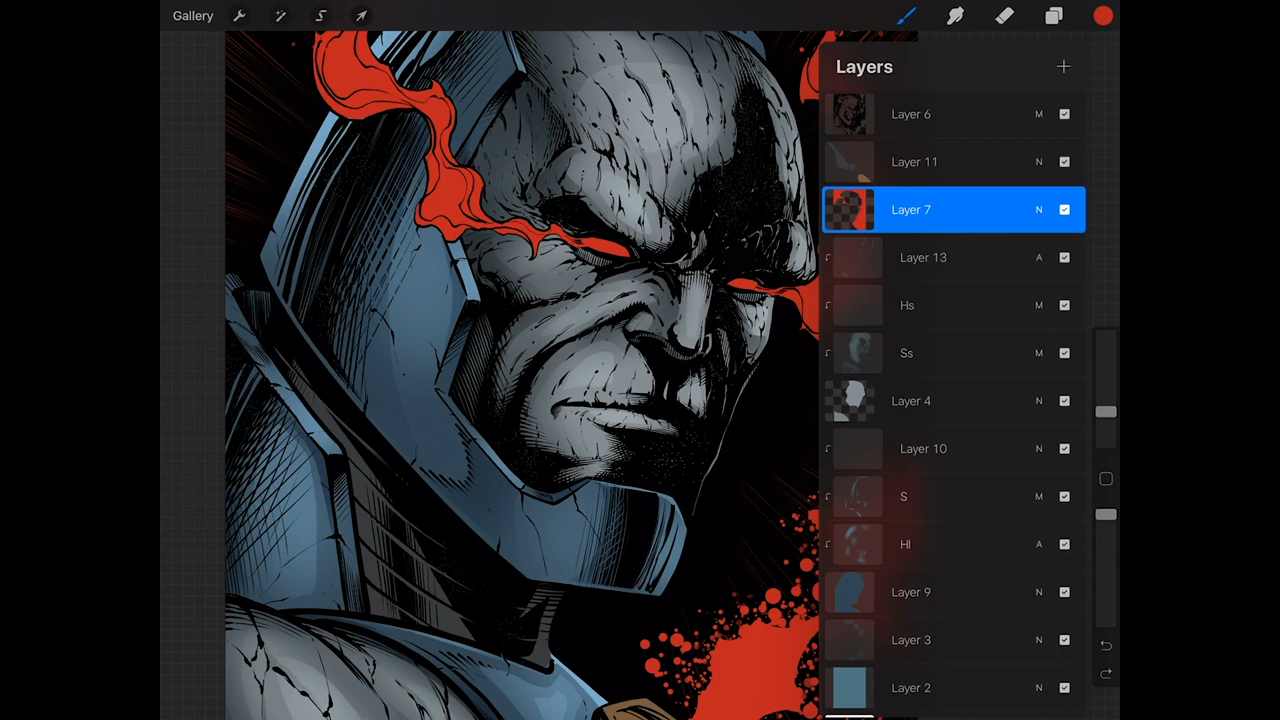 Gallery
Layers
Layer 6 M
Layer 11 N
Layer 7 N
Layer 13 A
Hs M
Ss M
Layer 4 N
Layer 10 N
S M
Hl A
Layer 9 N
Layer 3 N
Layer 2 N